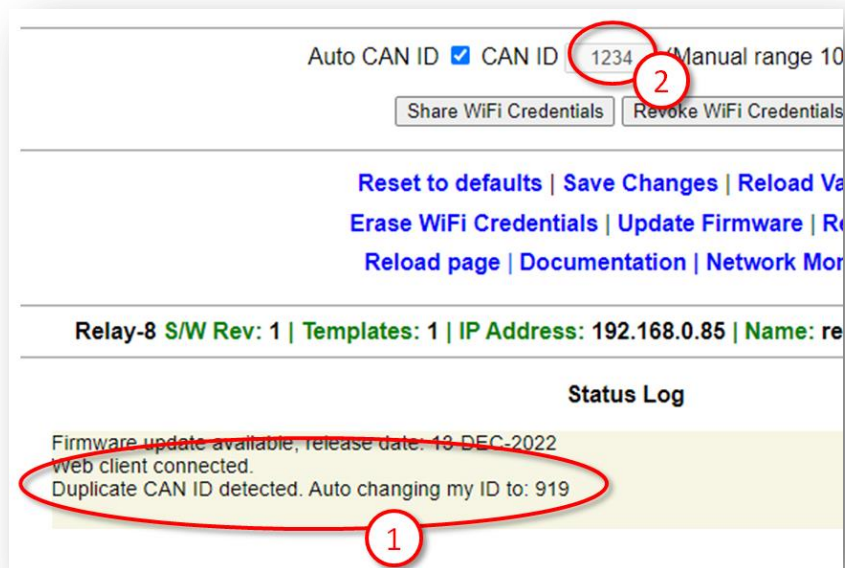 Auto CAN ID CAN ID 1234 (Manual range 10
2
Share WiFi Credentials Revoke WiFi Credentials
Reset to defaults | Save Changes | Reload Va
Erase WiFi Credentials | Update Firmware | Re
Reload page | Documentation | Network Mon
Relay-8 S/W Rev: 1 | Templates: 1 | IP Address: 192.168.0.85 | Name: re
Status Log
Firmware update available, release date: 13-DEC-2022
Web client connected.
Duplicate CAN ID detected. Auto changing my ID to: 919
1